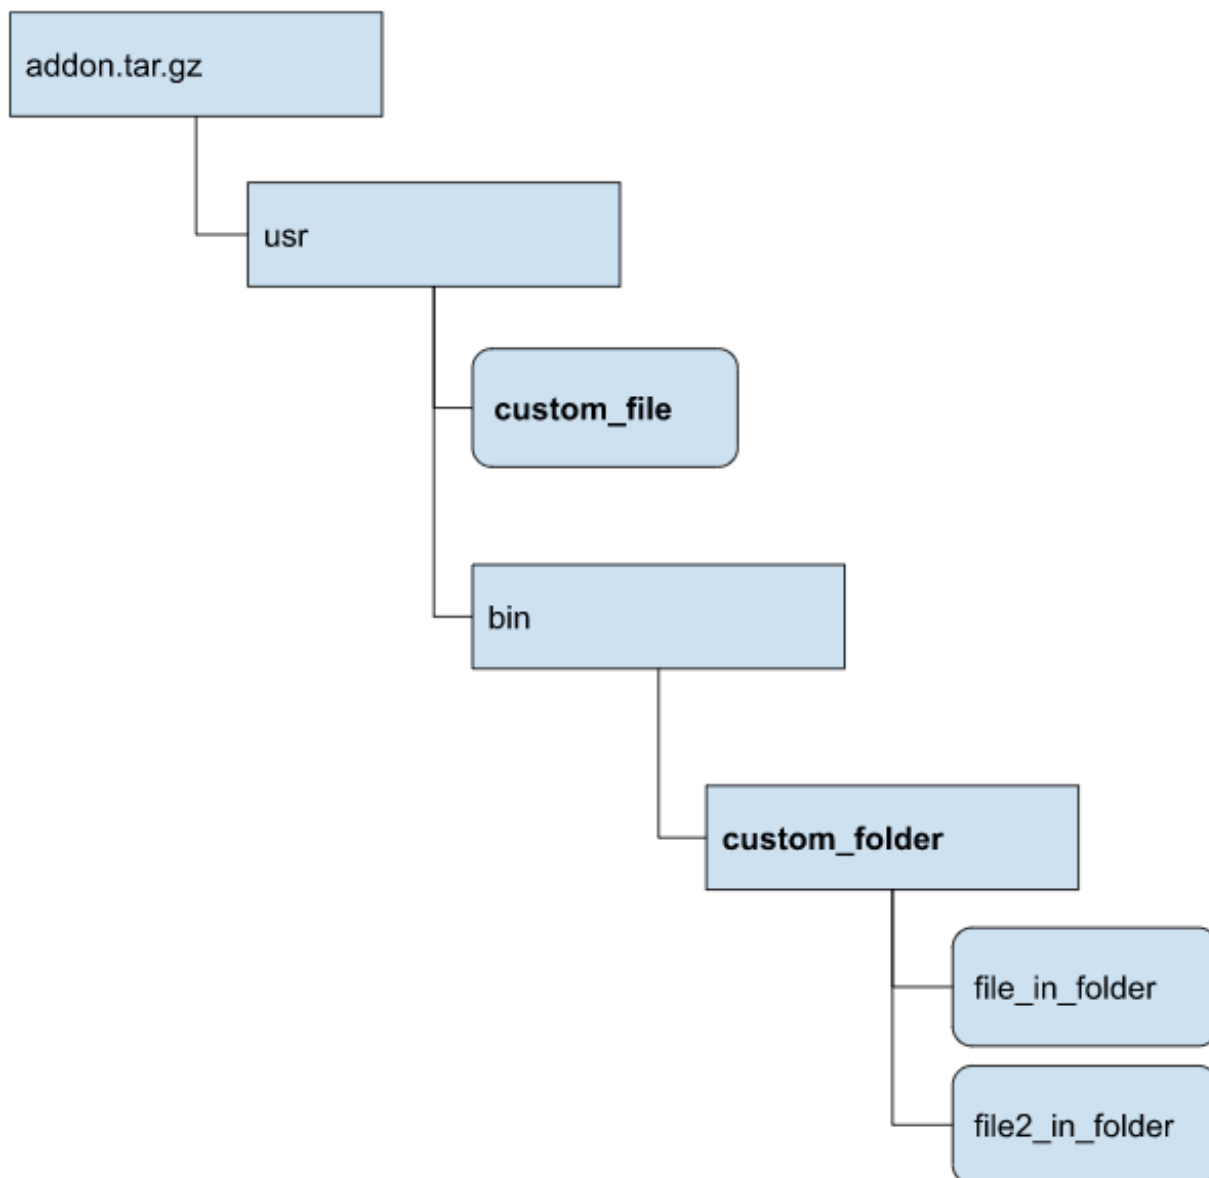 addon.tar.gz
usr
custom_file
bin
custom_folder
file_in_folder
file2_in_folder